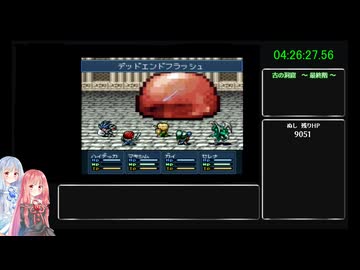 デッドエンドフラッシュ
04:26:27.56
古の洞窟 ～ 最終階 ～
ぬし 残りHP
9051
ハイデッカ マキシム ガイ セレナ